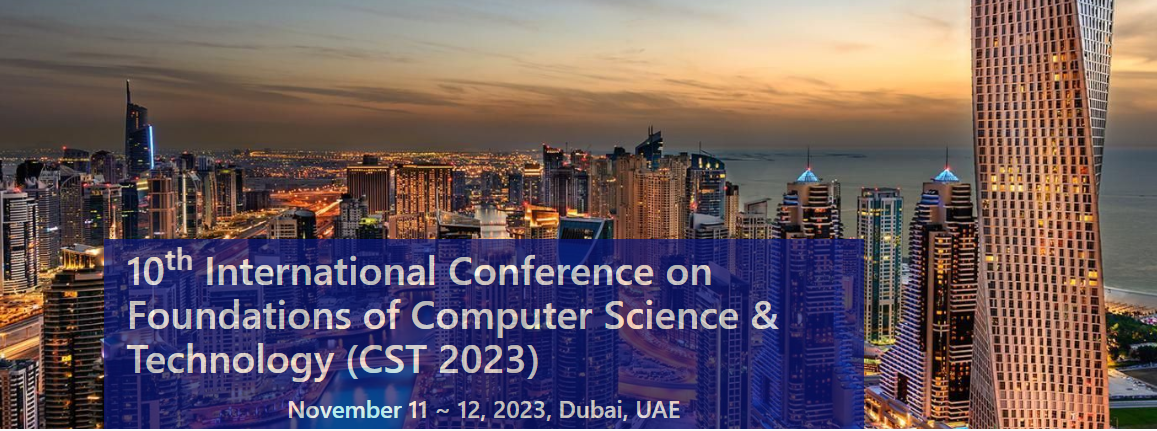 10th International Conference on
Foundations of Computer Science &
Technology (CST 2023)
November 11 ~ 12, 2023, Dubai, UAE